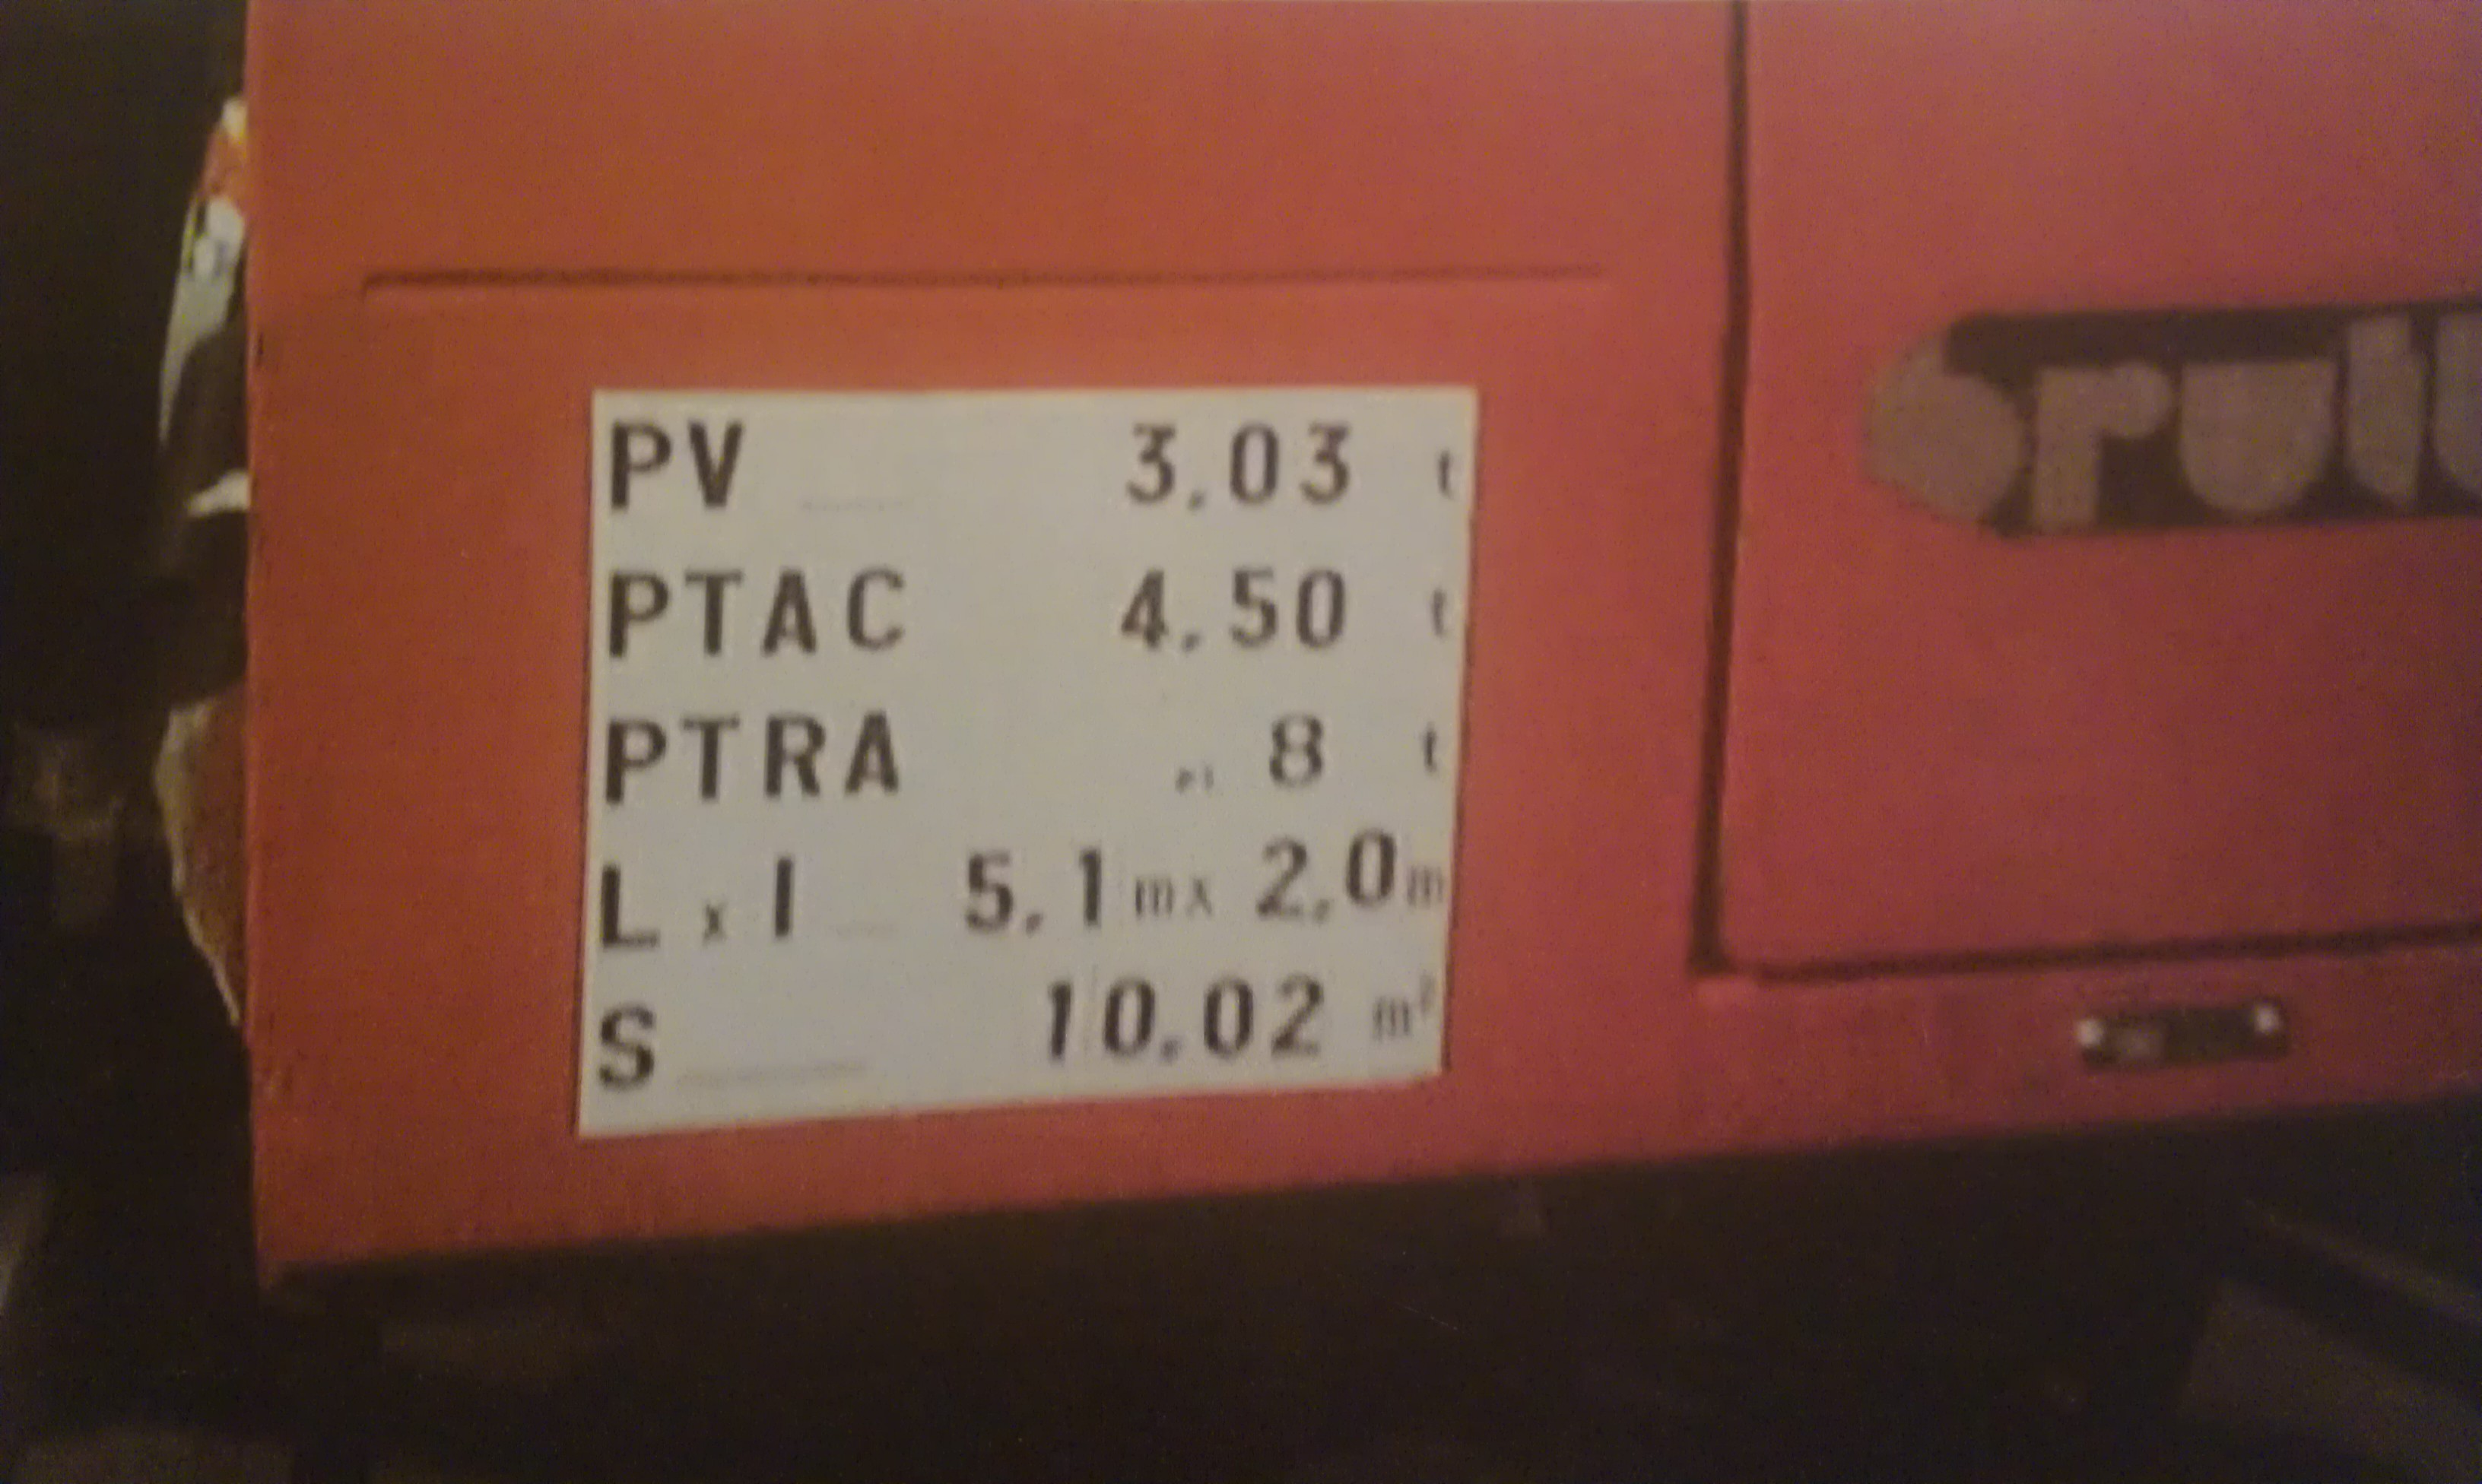 PV 3.03 t
PTAC 4.50 t
PTRA 8 t
L x l 5.1 m x 2.0 m
S 10.02 m²